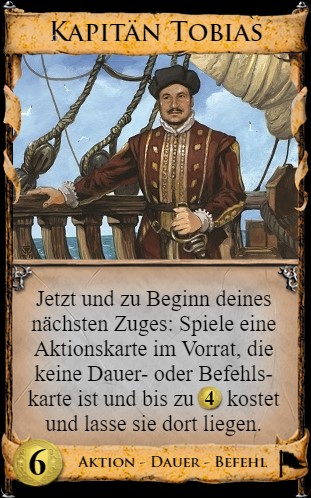 KAPITÄN TOBIAS
Jetzt und zu Beginn deines
nächsten Zuges: Spiele eine
Aktionskarte im Vorrat, die
keine Dauer- oder Befehls-
karte ist und bis zu 4 kostet
und lasse sie dort liegen.
6 AKTION - DAUER - BEFEHL